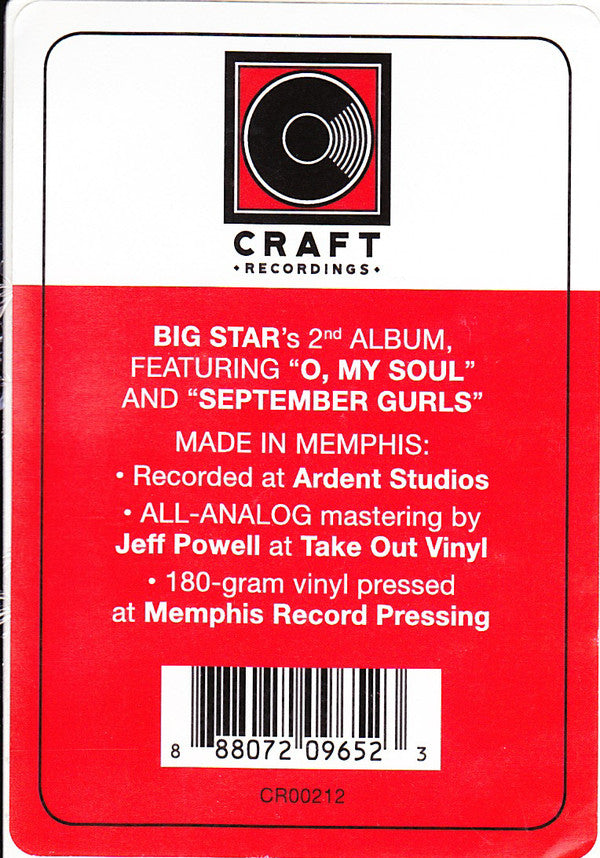 CRAFT
•RECORDINGS•
BIG STAR's 2nd ALBUM,
FEATURING “O, MY SOUL”
AND “SEPTEMBER GURLS”
MADE IN MEMPHIS:
• Recorded at Ardent Studios
• ALL-ANALOG mastering by
Jeff Powell at Take Out Vinyl
• 180-gram vinyl pressed
at Memphis Record Pressing
8 88072 09652 3
CR00212